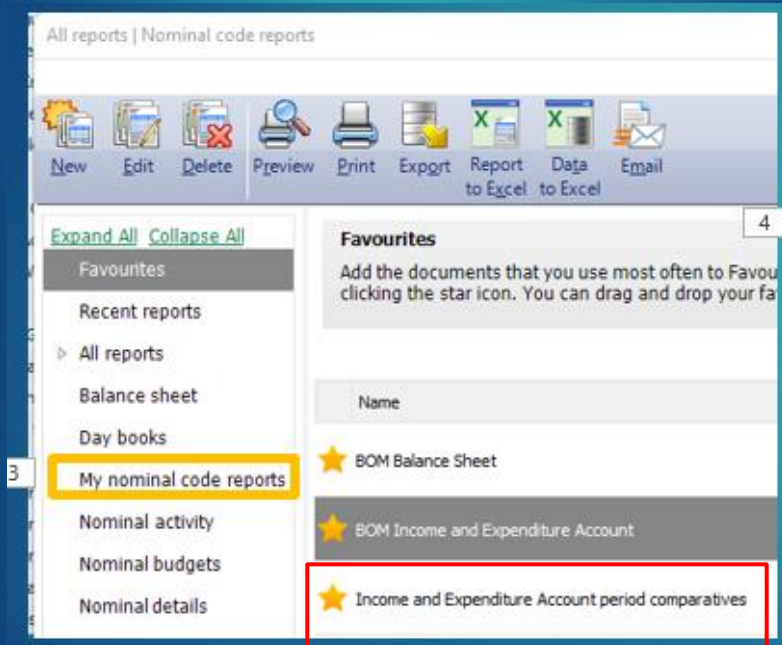 All reports | Nominal code reports
New Edit Delete Preview Print Export Report to Excel Data to Excel Email
4
Expand All Collapse All
Favourites
Recent reports
All reports
Balance sheet
Day books
3
My nominal code reports
Nominal activity
Nominal budgets
Nominal details
Favourites
Add the documents that you use most often to Favou
clicking the star icon. You can drag and drop your fa
Name
BOM Balance Sheet
BOM Income and Expenditure Account
Income and Expenditure Account period comparatives